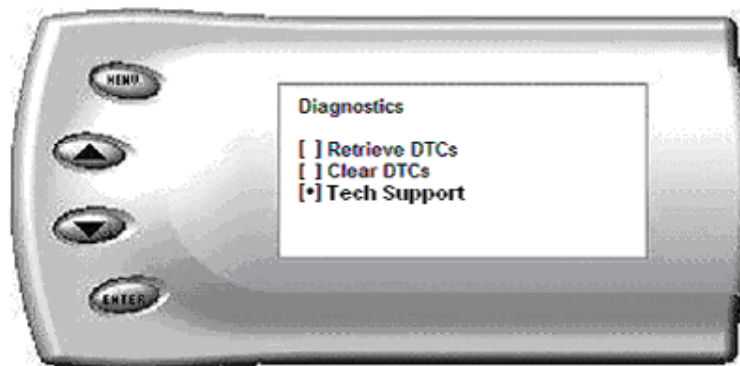 MENU
Diagnostics
[ ] Retrieve DTCs
[ ] Clear DTCs
[•] Tech Support
ENTER